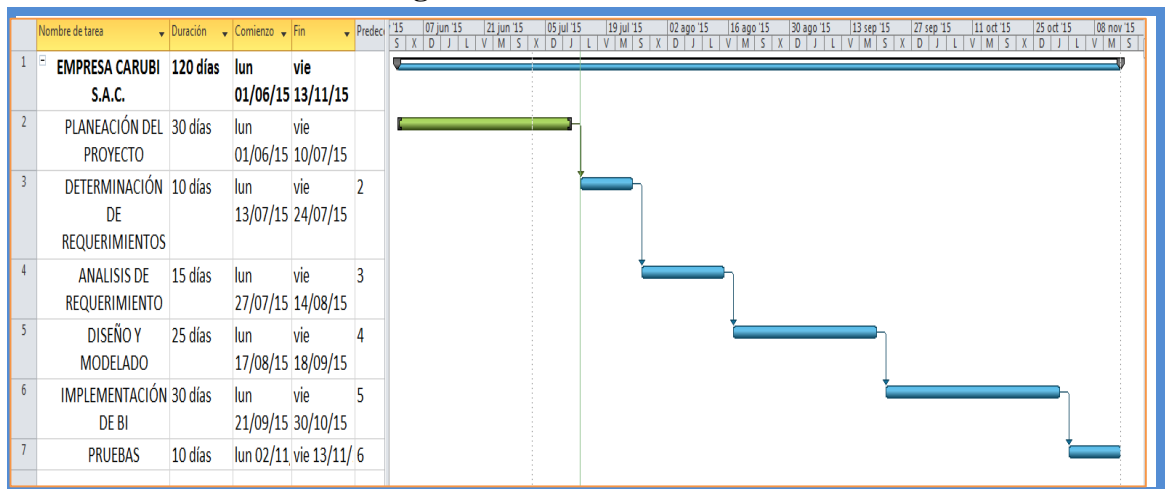 Nombre de tarea Duración Comienzo Fin Predec
'15 07 jun '15 21 jun '15 05 jul '15 19 jul '15 02 ago '15 16 ago '15 30 ago '15 13 sep '15 27 sep '15 11 oct '15 25 oct '15 08 nov '15
S X D J L V M S X D J L V M S X D J L V M S X D J L V M S X D J L V M S
1 EMPRESA CARUBI 120 días lun vie
S.A.C. 01/06/15 13/11/15
2 PLANEACIÓN DEL 30 días lun vie
PROYECTO 01/06/15 10/07/15
3 DETERMINACIÓN 10 días lun vie 2
DE 13/07/15 24/07/15
REQUERIMIENTOS
4 ANALISIS DE 15 días lun vie 3
REQUERIMIENTO 27/07/15 14/08/15
5 DISEÑO Y 25 días lun vie 4
MODELADO 17/08/15 18/09/15
6 IMPLEMENTACIÓN 30 días lun vie 5
DE BI 21/09/15 30/10/15
7 PRUEBAS 10 días lun 02/11 vie 13/11/ 6